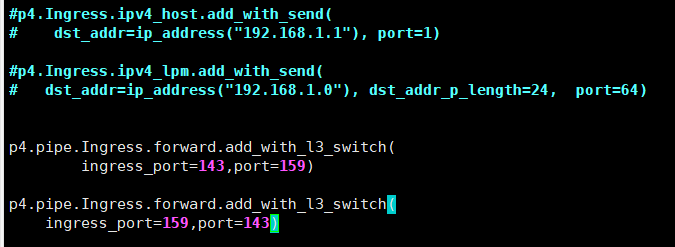 #p4.Ingress.ipv4_host.add_with_send(
#    dst_addr=ip_address("192.168.1.1"), port=1)
#p4.Ingress.ipv4_lpm.add_with_send(
#   dst_addr=ip_address("192.168.1.0"), dst_addr_p_length=24,  port=64)
p4.pipe.Ingress.forward.add_with_l3_switch(
        ingress_port=143,port=159)
p4.pipe.Ingress.forward.add_with_l3_switch(
    ingress_port=159,port=143)